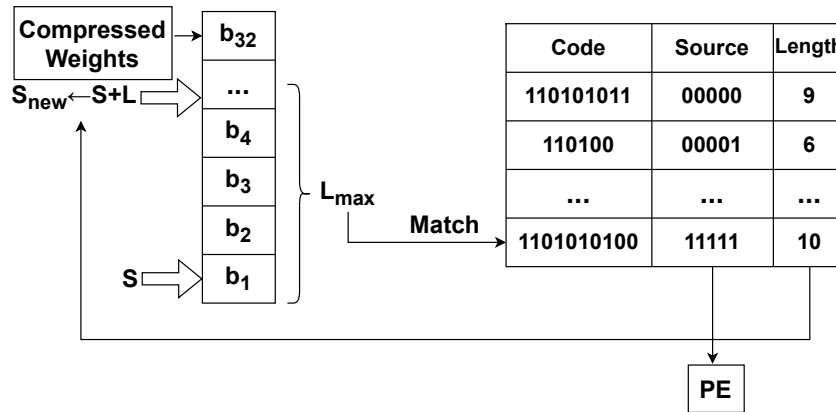 Compressed
Weights
b32
...
Snew←S+L
b4
b3
b2
S
b1
Lmax
Match
Code Source Length
110101011 00000 9
110100 00001 6
... ... ...
1101010100 11111 10
PE